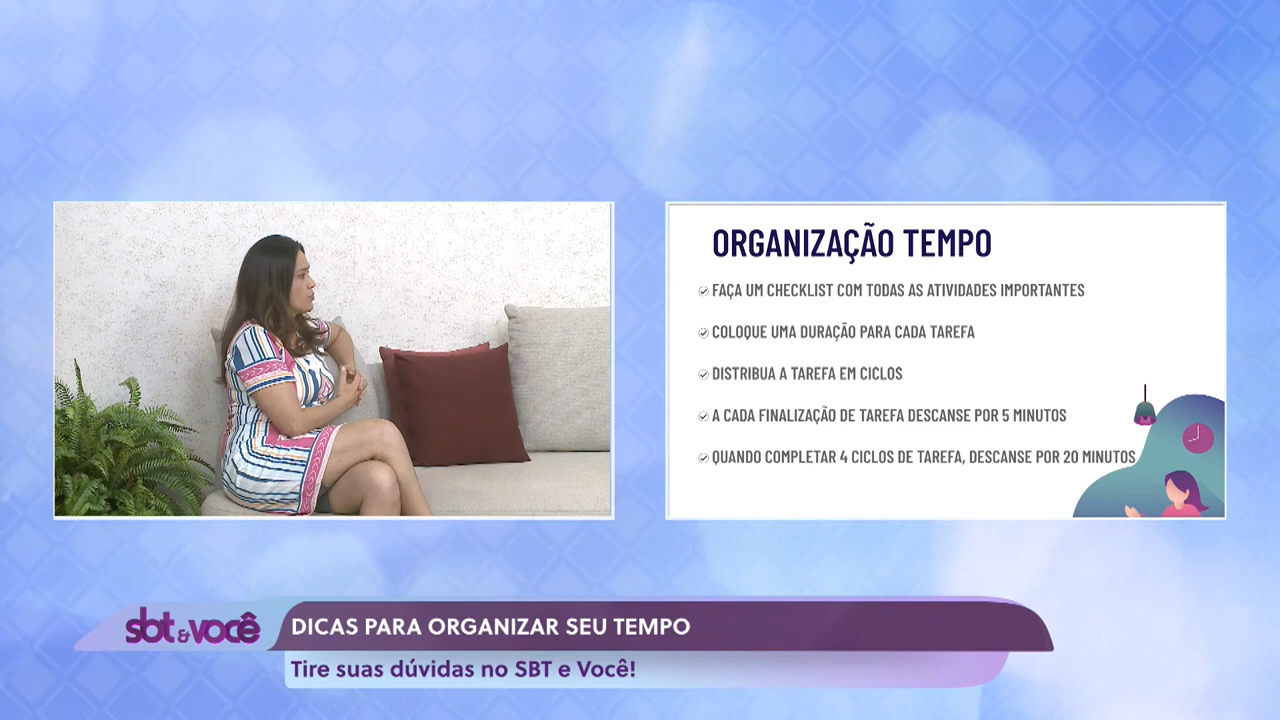 ORGANIZAÇÃO TEMPO
FAÇA UM CHECKLIST COM TODAS AS ATIVIDADES IMPORTANTES
COLOQUE UMA DURAÇÃO PARA CADA TAREFA
DISTRIBUA A TAREFA EM CICLOS
A CADA FINALIZAÇÃO DE TAREFA DESCANSE POR 5 MINUTOS
QUANDO COMPLETAR 4 CICLOS DE TAREFA, DESCANSE POR 20 MINUTOS
sbt &você
DICAS PARA ORGANIZAR SEU TEMPO
Tire suas dúvidas no SBT e Você!